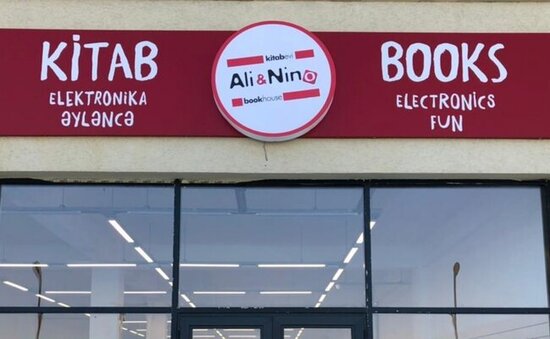 KİTAB
ELEKTRONİKA
ƏYLƏNCƏ
kitabevi
Ali & Nino
bookhouse
BOOKS
ELECTRONICS
FUN